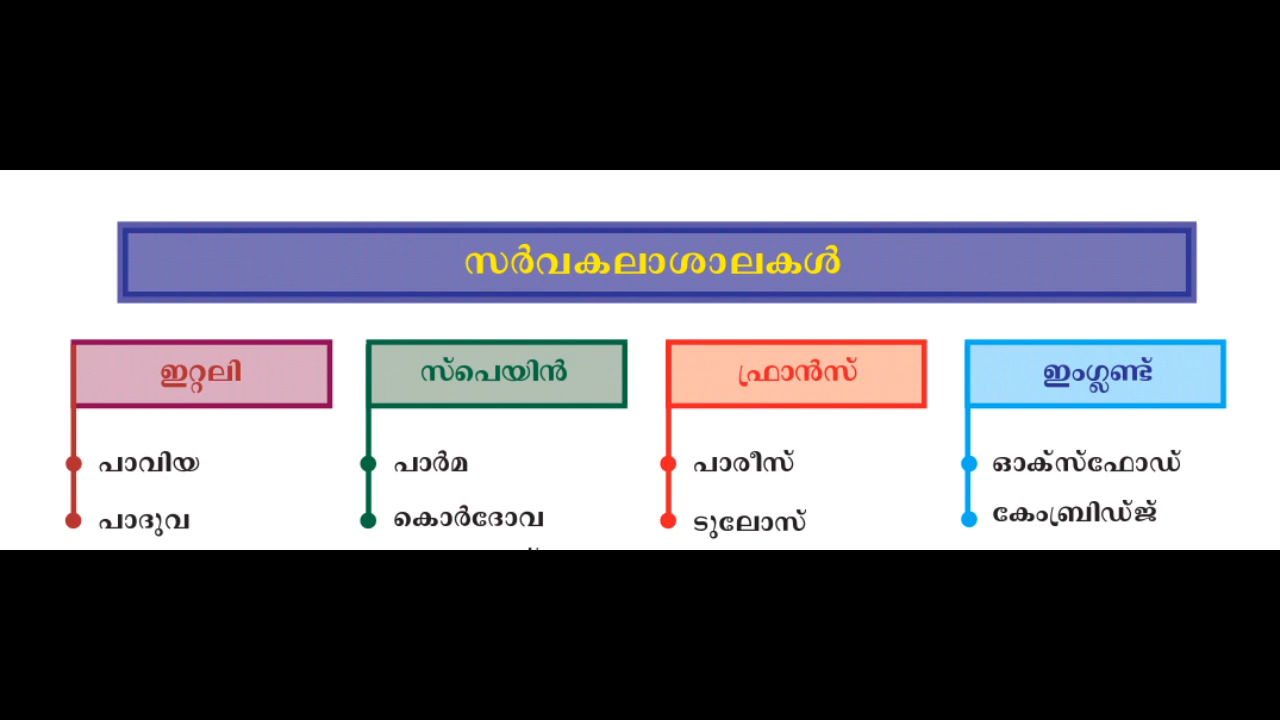 സർവകലാശാലകൾ
ഇറ്റലി
പാവിയ
പാദുവ
സ്പെയിൻ
പാർമ
കൊർദോവ
ഫ്രാൻസ്
പാരീസ്
ടുലോസ്
ഇംഗ്ലണ്ട്
ഓക്സ്ഫോഡ്
കേംബ്രിഡ്ജ്